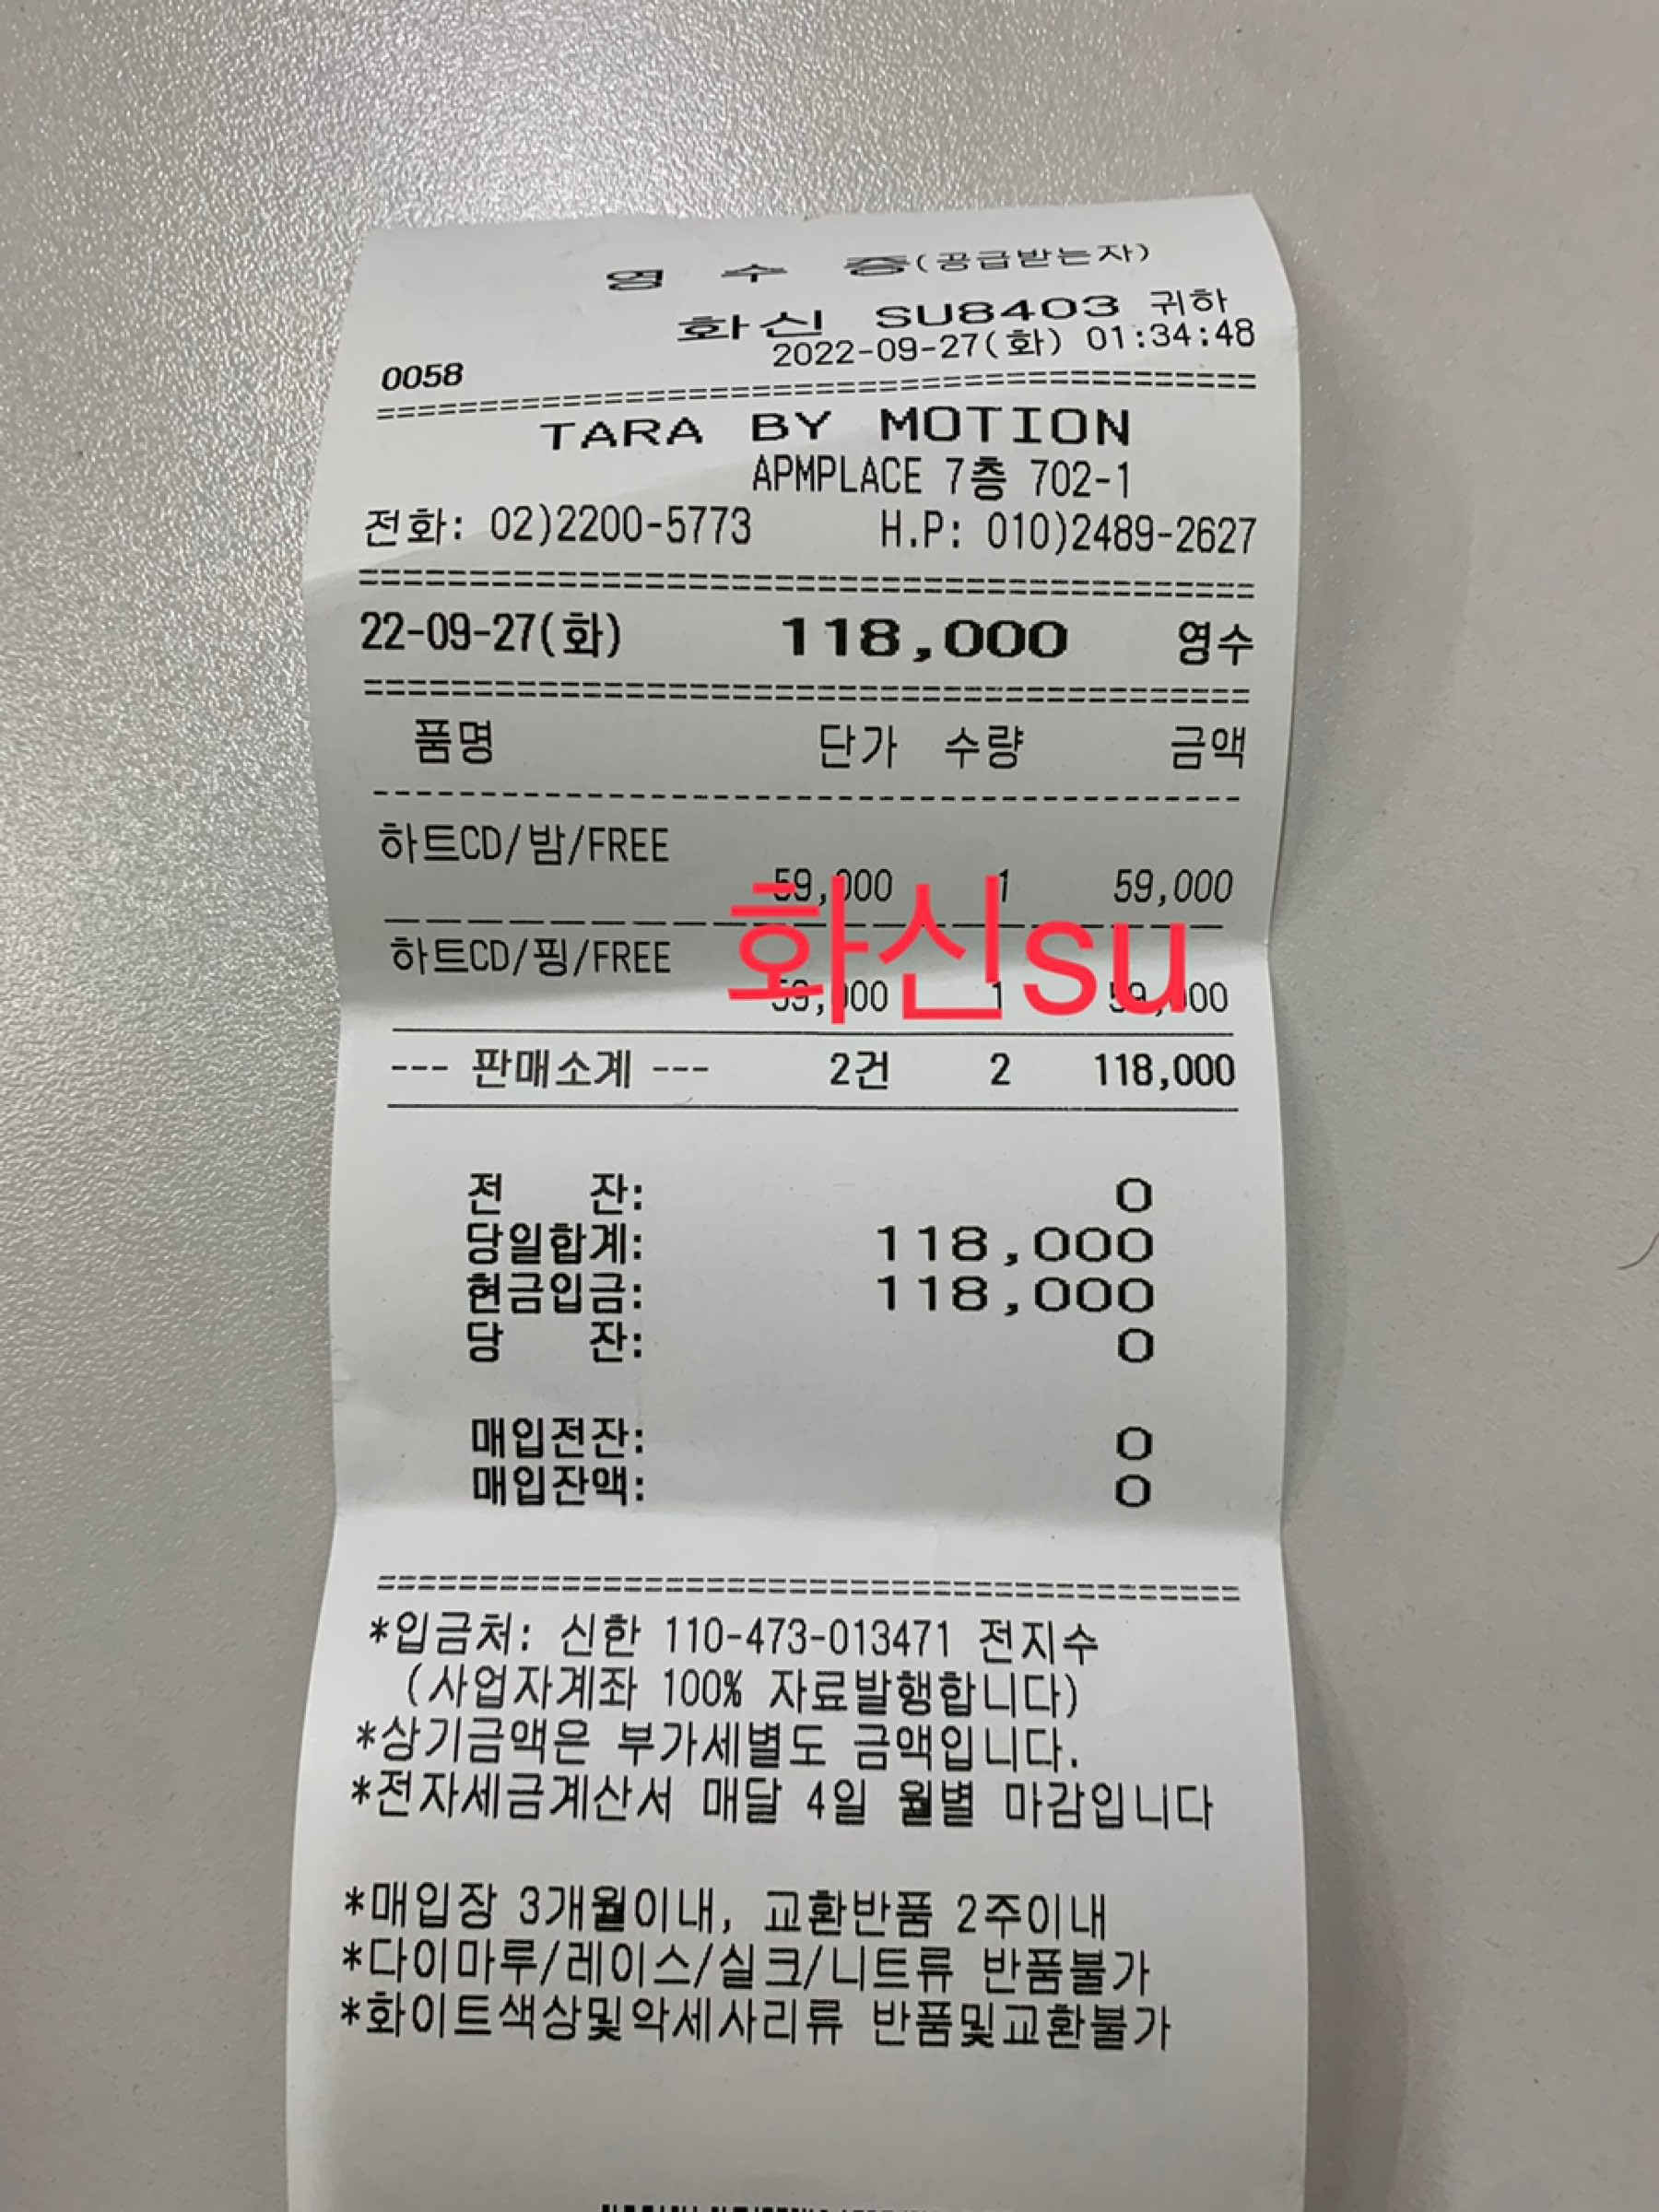 영 수 증(공급받는자)
화신 SU8403 귀하
2022-09-27(화) 01:34:48
0058
========================================
TARA BY MOTION
APMPLACE 7층 702-1
전화: 02)2200-5773 H.P: 010)2489-2627
========================================
22-09-27(화) 118,000 영수
========================================
품명 단가 수량 금액
하트CD/밤/FREE
59,000 1 59,000
화신su
하트CD/핑/FREE
59,000 1 59,000
--- 판매소계 --- 2건 2 118,000
전 잔: 0
당일합계: 118,000
현금입금: 118,000
당 잔: 0
매입전잔: 0
매입잔액: 0
========================================
*입금처: 신한 110-473-013471 전지수
(사업자계좌 100% 자료발행합니다)
*상기금액은 부가세별도 금액입니다.
*전자세금계산서 매달 4일 월별 마감입니다
*매입장 3개월이내, 교환반품 2주이내
*다이마루/레이스/실크/니트류 반품불가
*화이트색상및악세사리류 반품및교환불가